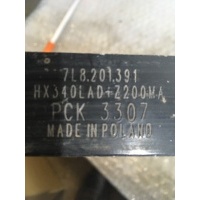 7L8.201.391
HX340LAD+Z200MA
PCK 3307
MADE IN POLAND